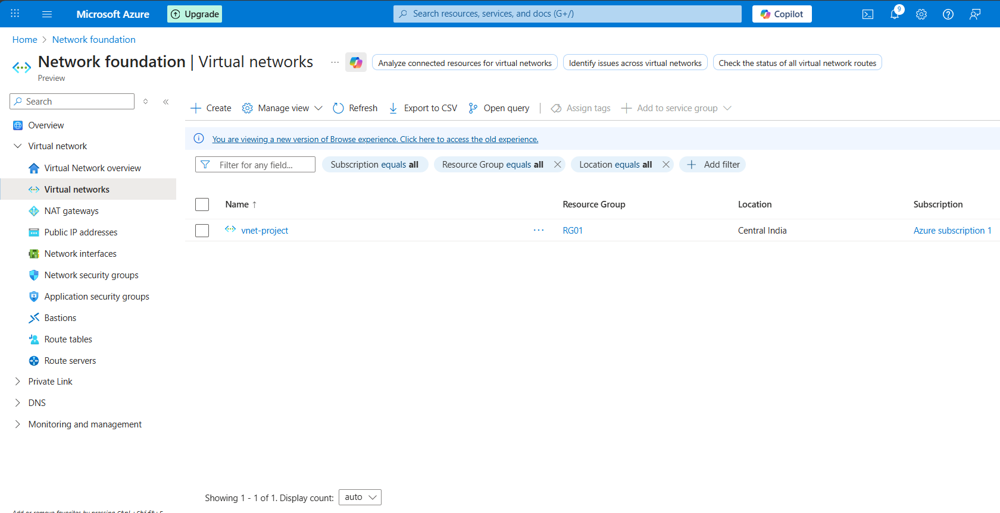 Microsoft Azure
Upgrade
Search resources, services, and docs (G+/)
Copilot
9
Home > Network foundation
Network foundation | Virtual networks
...
Analyze connected resources for virtual networks
Identify issues across virtual networks
Check the status of all virtual network routes
Preview
Search
Overview
Virtual network
Virtual Network overview
Virtual networks
NAT gateways
Public IP addresses
Network interfaces
Network security groups
Application security groups
Bastions
Route tables
Route servers
Private Link
DNS
Monitoring and management
Add or remove favorites by pressing Ctrl+Shift+F
Create
Manage view
Refresh
Export to CSV
Open query
Assign tags
Add to service group
You are viewing a new version of Browse experience. Click here to access the old experience.
Filter for any field...
Subscription equals all
Resource Group equals all
Location equals all
Add filter
Name ↑ Resource Group Location Subscription
vnet-project ... RG01 Central India Azure subscription 1
Showing 1 - 1 of 1. Display count: auto